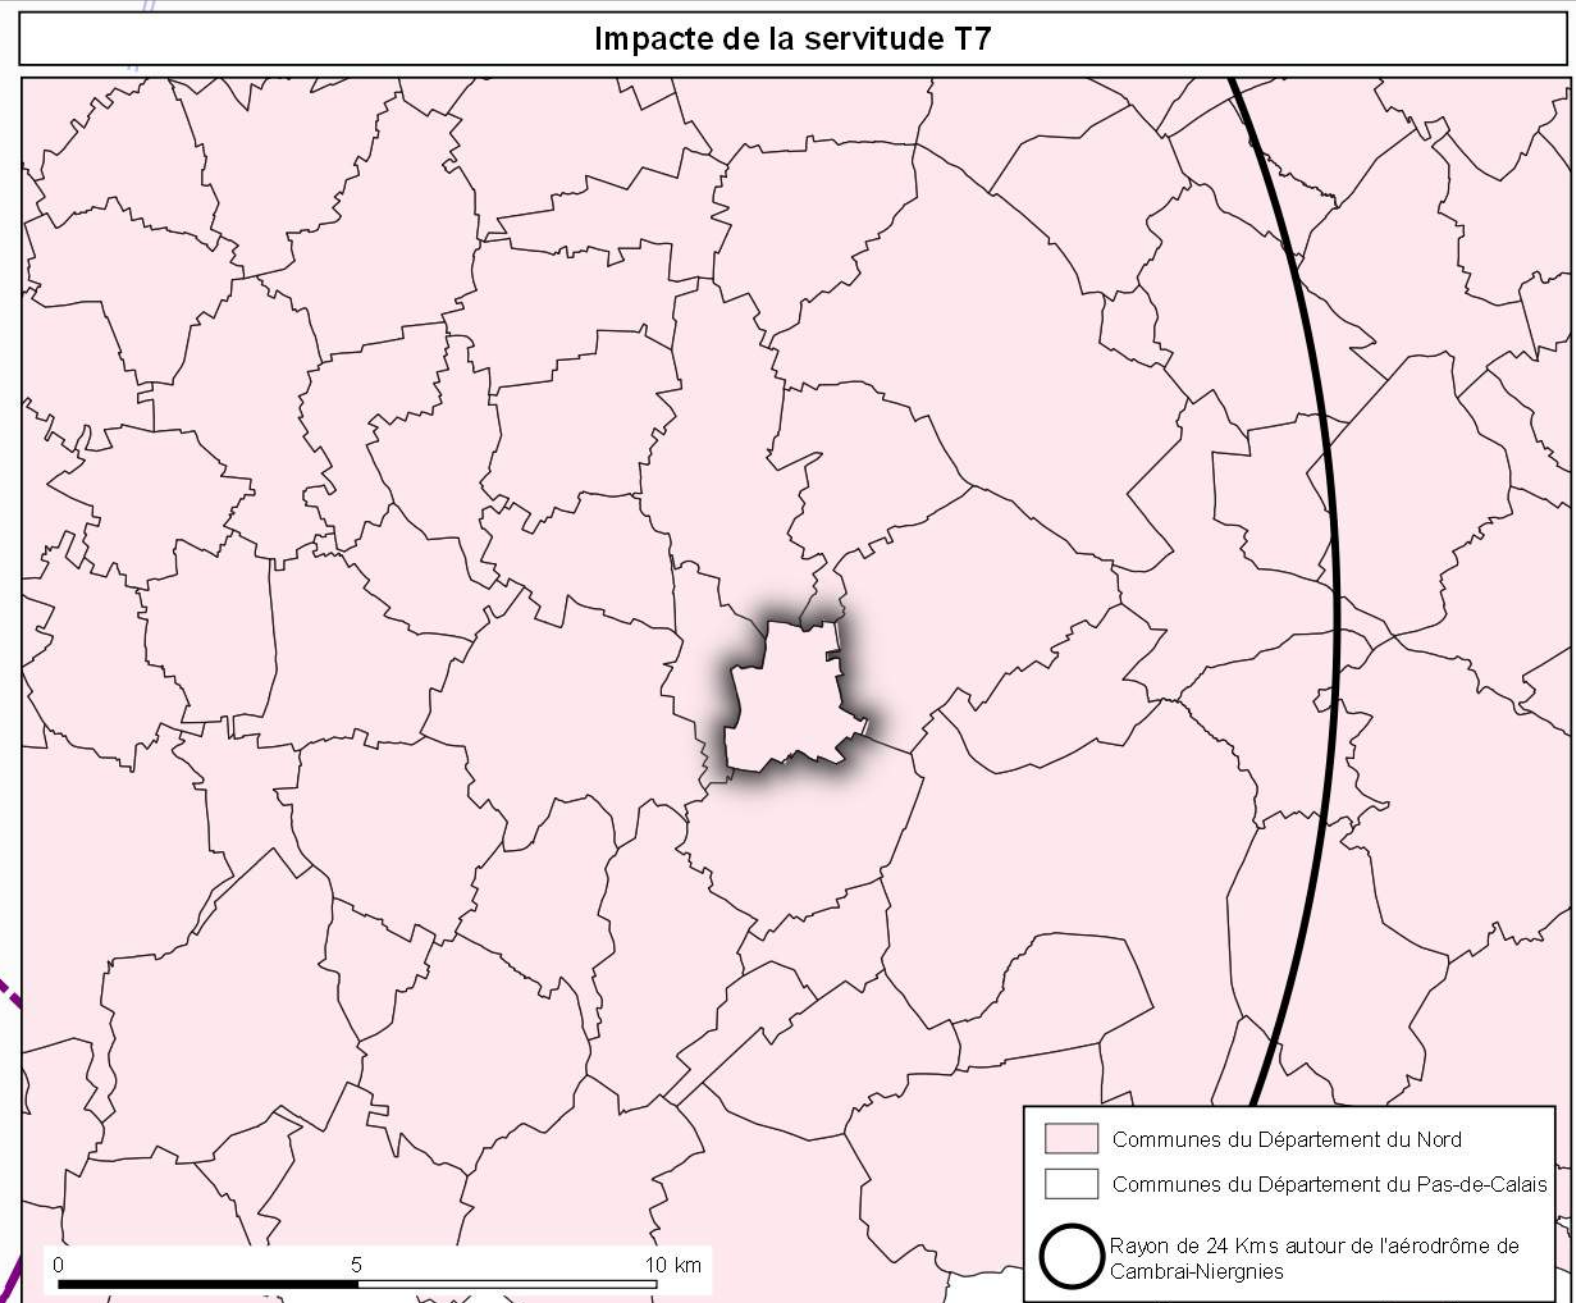 Impacte de la servitude T7
Communes du Département du Nord
Communes du Département du Pas-de-Calais
Rayon de 24 Kms autour de l'aérodrôme de
Cambrai-Niergnies
0 5 10 km